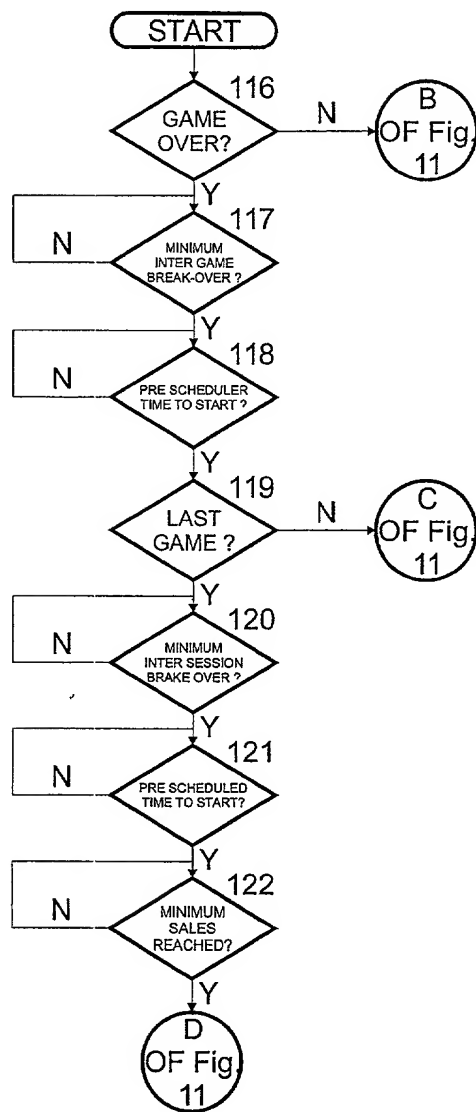 START
116
GAME
OVER?
N
B
OF Fig.
11
Y
117
N
MINIMUM
INTER GAME
BREAK-OVER ?
Y
118
N
PRE SCHEDULER
TIME TO START ?
Y
119
LAST
GAME ?
N
C
OF Fig.
11
Y
120
N
MINIMUM
INTER SESSION
BRAKE OVER ?
Y
121
N
PRE SCHEDULED
TIME TO START?
Y
122
N
MINIMUM
SALES
REACHED?
Y
D
OF Fig.
11